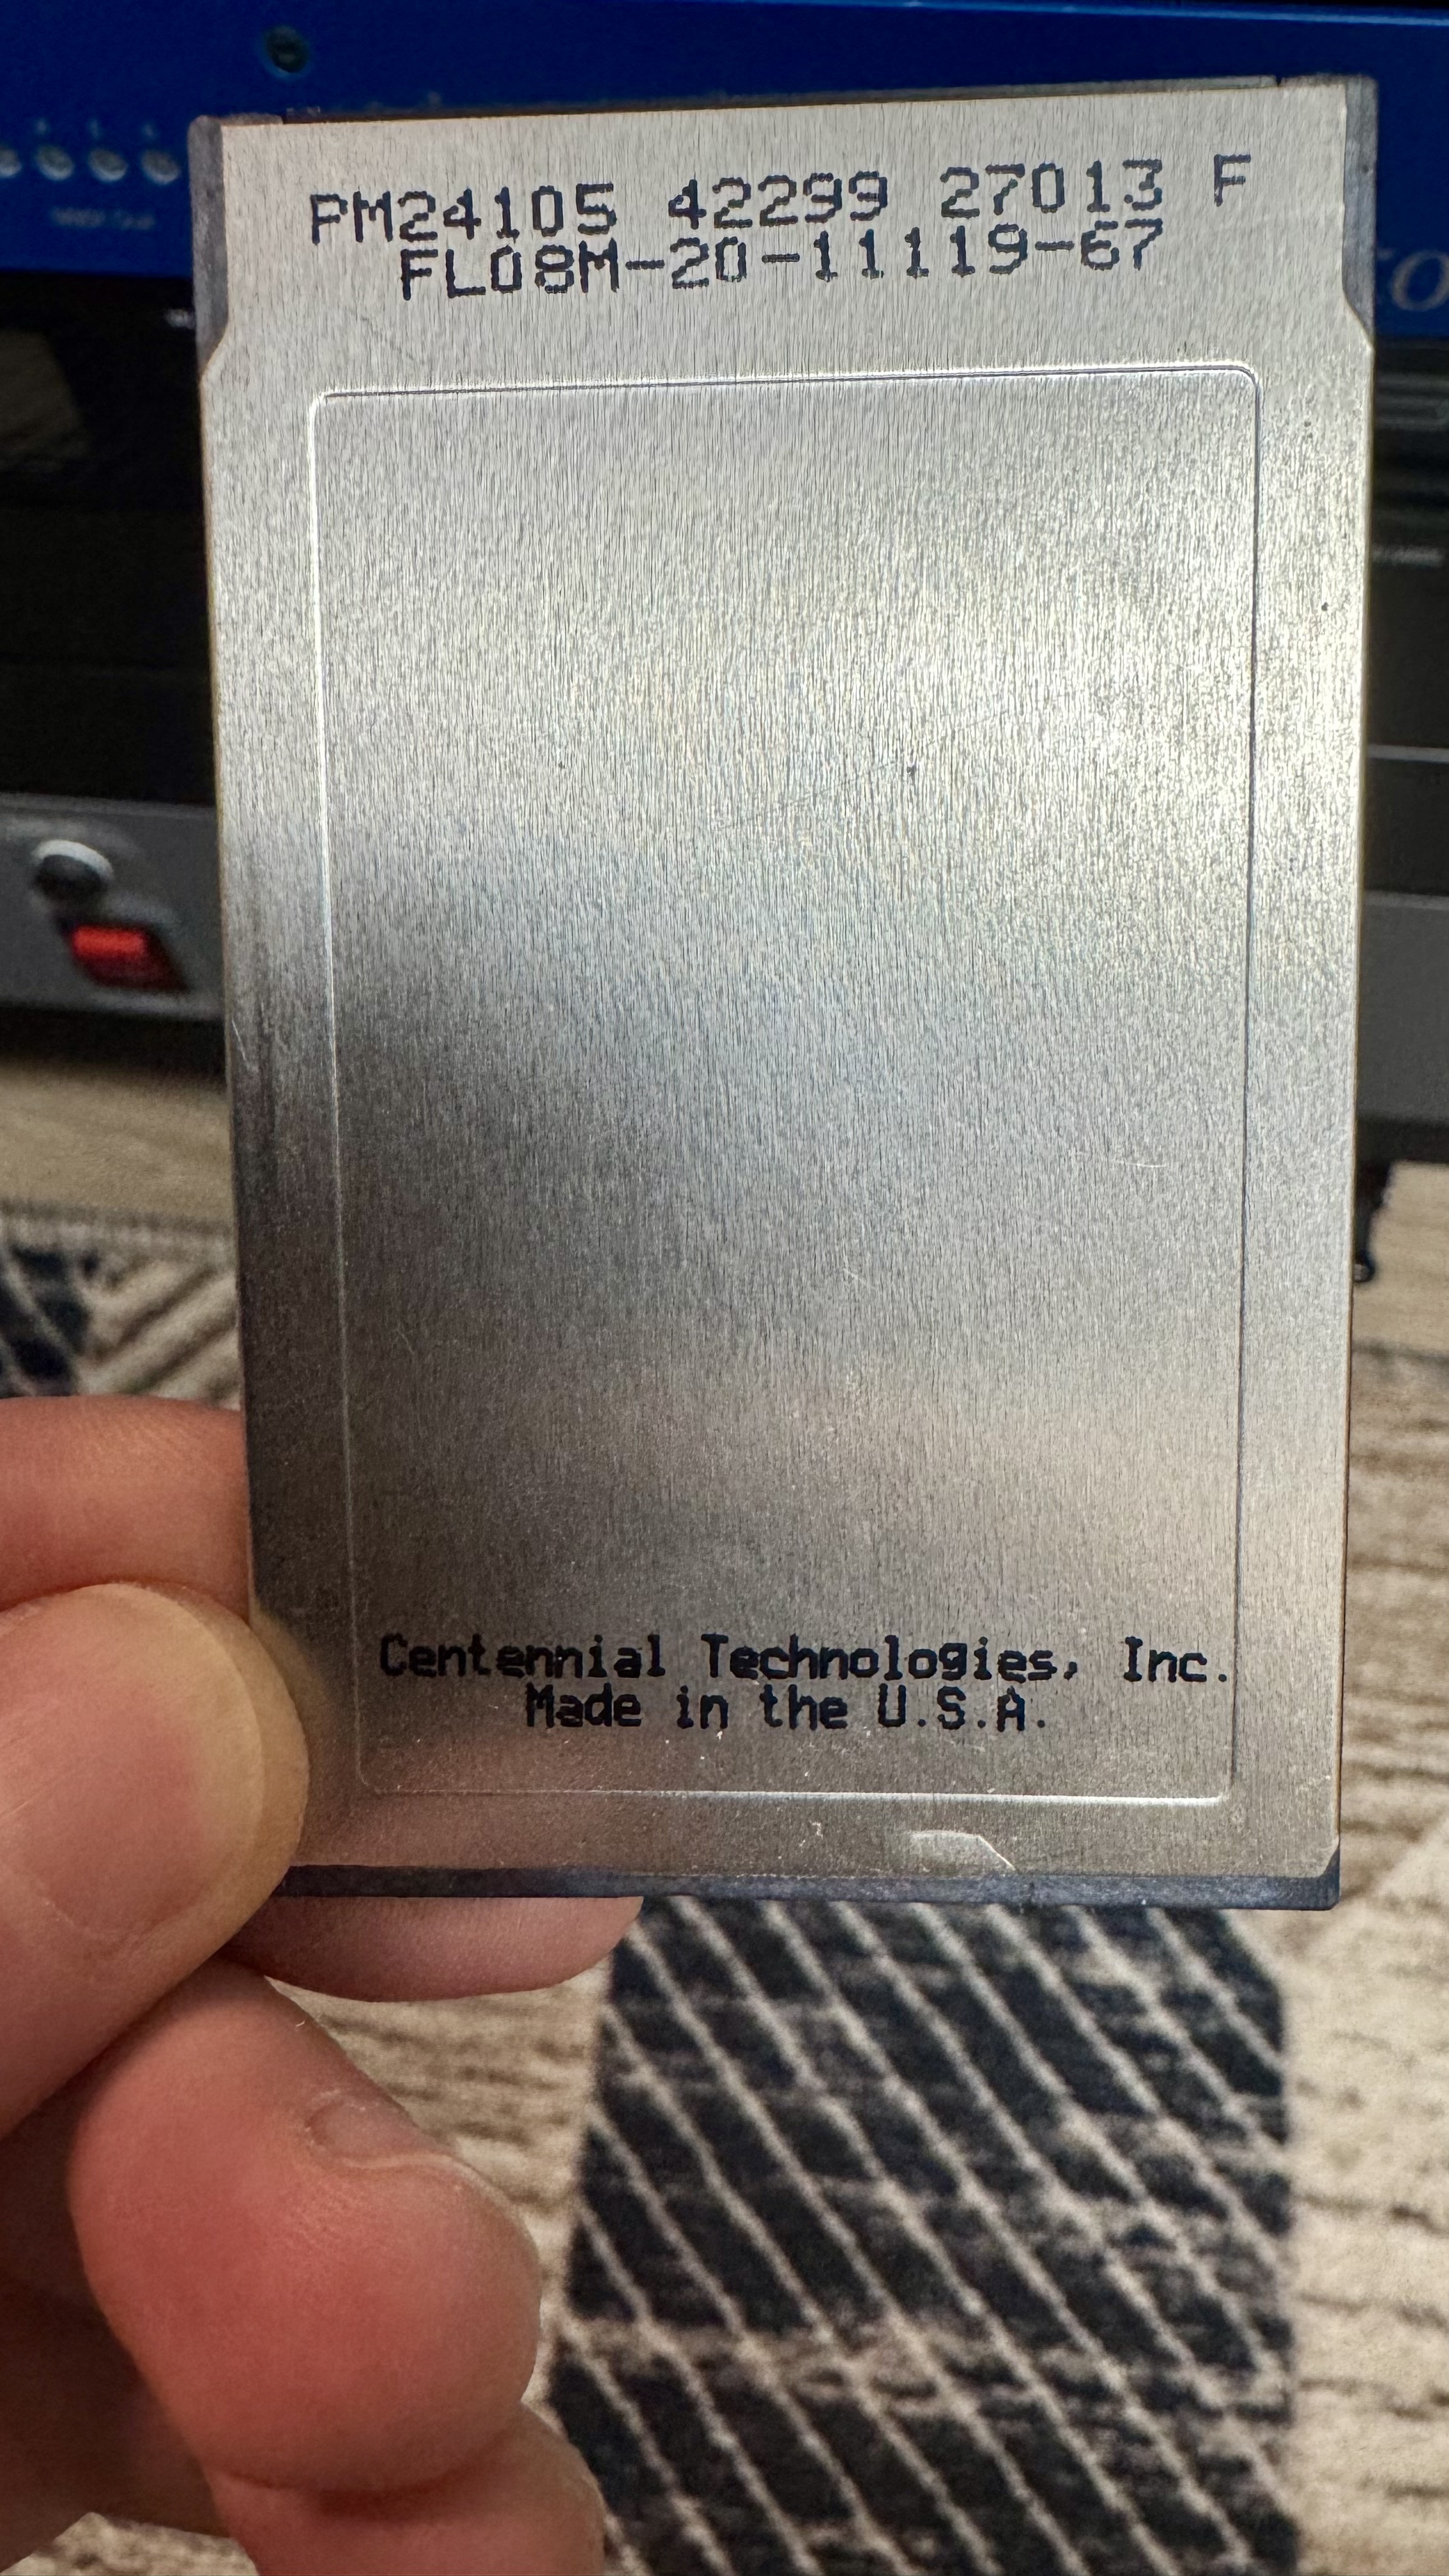 PM24105 42299 27013 F
FL08M-20-11119-67
Centennial Technologies, Inc.
Made in the U.S.A.